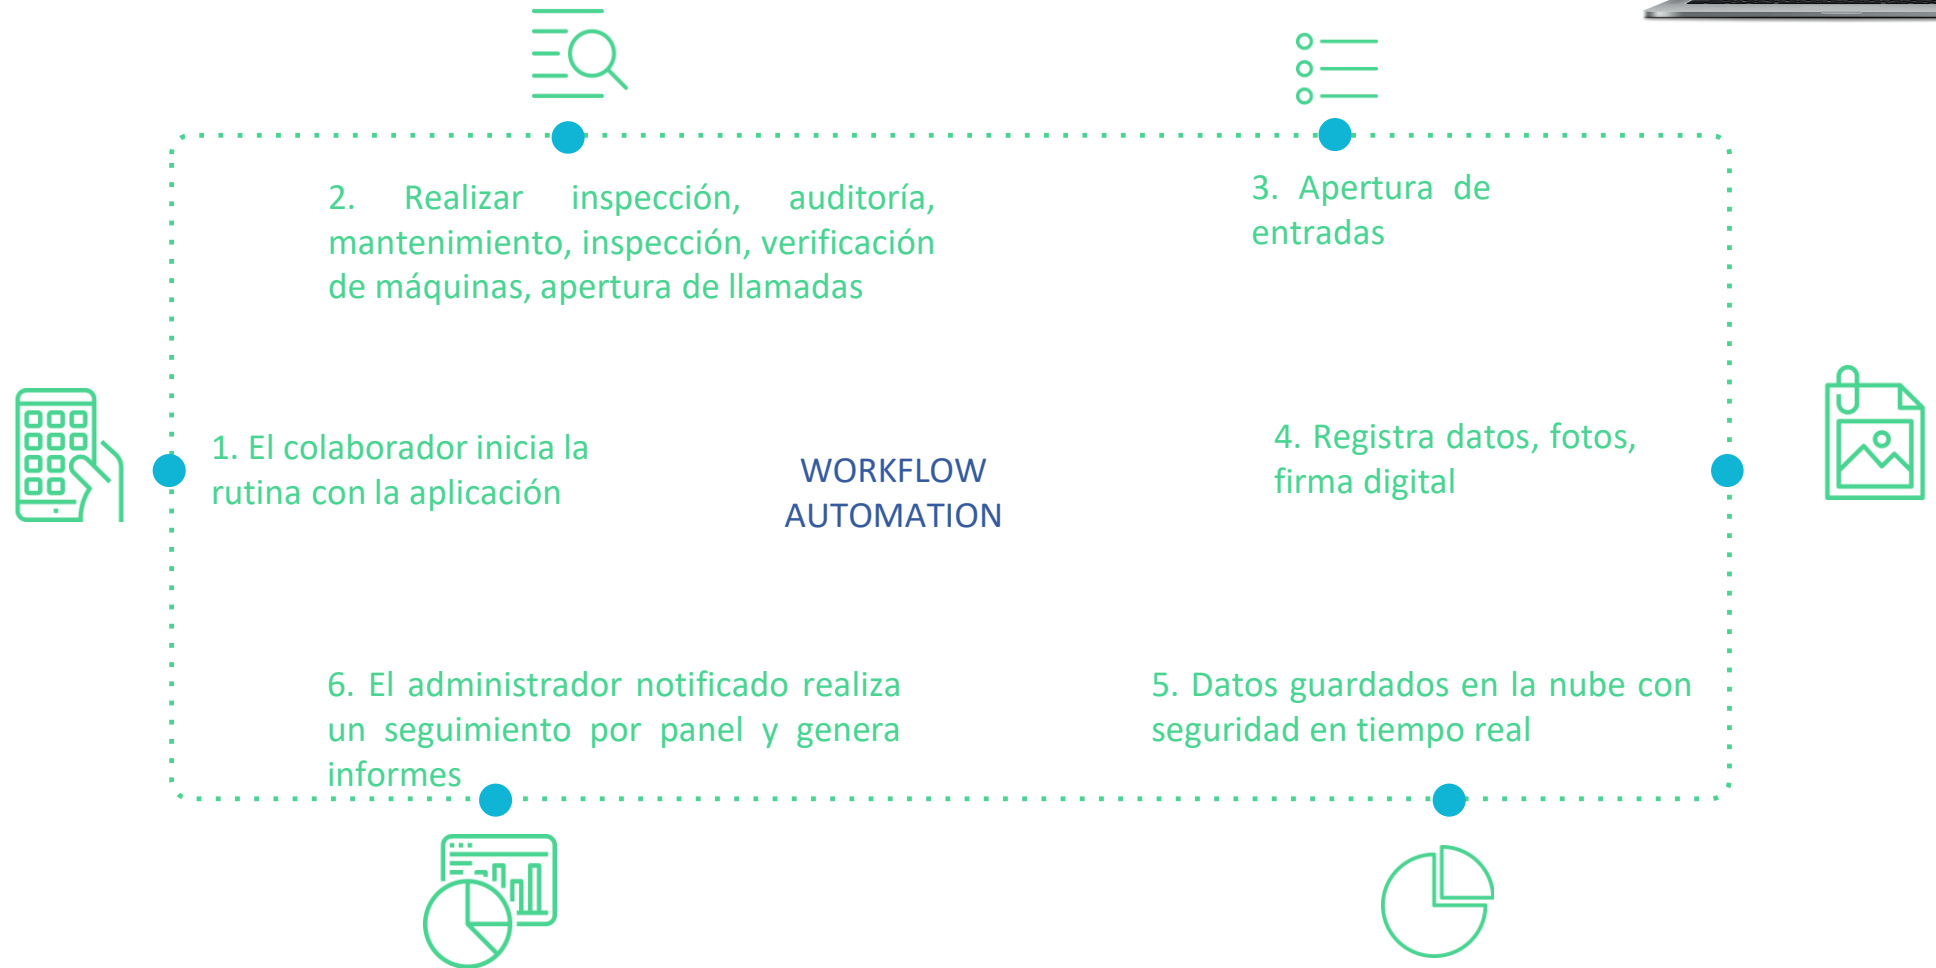 2. Realizar inspección, auditoría,
mantenimiento, inspección, verificación
de máquinas, apertura de llamadas
3. Apertura de
entradas
1. El colaborador inicia la
rutina con la aplicación
WORKFLOW
AUTOMATION
4. Registra datos, fotos,
firma digital
6. El administrador notificado realiza
un seguimiento por panel y genera
informes
5. Datos guardados en la nube con
seguridad en tiempo real